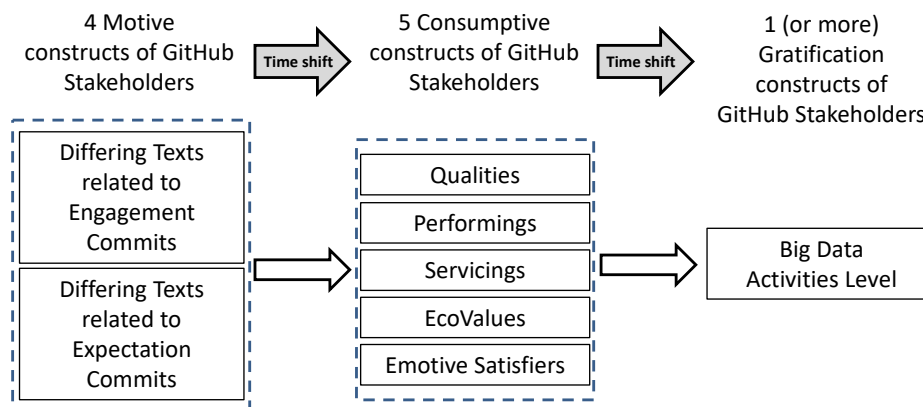 4 Motive
constructs of GitHub
Stakeholders
Time shift
5 Consumptive
constructs of GitHub
Stakeholders
Time shift
1 (or more)
Gratification
constructs of
GitHub Stakeholders
Differing Texts
related to
Engagement
Commits
Differing Texts
related to
Expectation
Commits
Qualities
Performings
Servicings
EcoValues
Emotive Satisfiers
Big Data
Activities Level